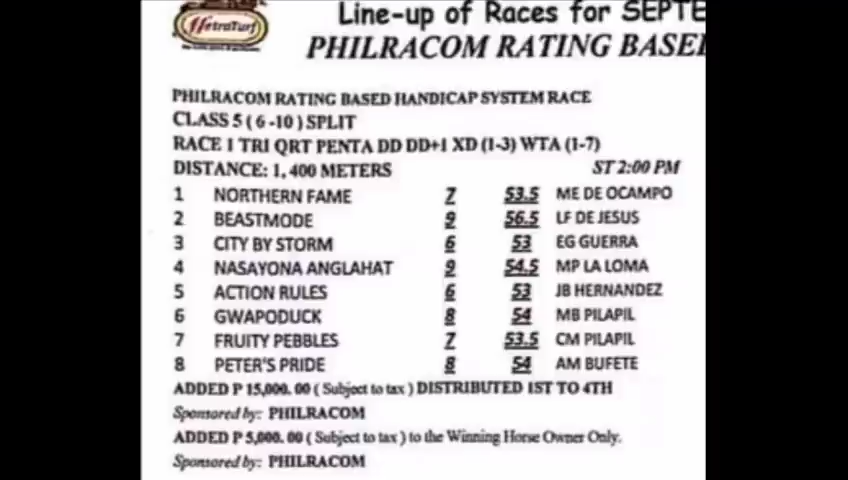 MetroTurf
Line-up of Races for SEPTE
PHILRACOM RATING BASE
PHILRACOM RATING BASED HANDICAP SYSTEM RACE
CLASS 5 ( 6 -10 ) SPLIT
RACE 1 TRI QRT PENTA DD DD+1 XD (1-3) WTA (1-7)
DISTANCE: 1, 400 METERS ST 2:00 PM
1 NORTHERN FAME 7 53.5 ME DE OCAMPO
2 BEASTMODE 9 56.5 LF DE JESUS
3 CITY BY STORM 6 53 EG GUERRA
4 NASAYONA ANGLAHAT 9 54.5 MP LA LOMA
5 ACTION RULES 6 53 JB HERNANDEZ
6 GWAPODUCK 8 54 MB PILAPIL
7 FRUITY PEBBLES 7 53.5 CM PILAPIL
8 PETER'S PRIDE 8 54 AM BUFETE
ADDED P 15,000. 00 ( Subject to tax ) DISTRIBUTED 1ST TO 4TH
Sponsored by: PHILRACOM
ADDED P 5,000. 00 ( Subject to tax ) to the Winning Horse Owner Only.
Sponsored by: PHILRACOM